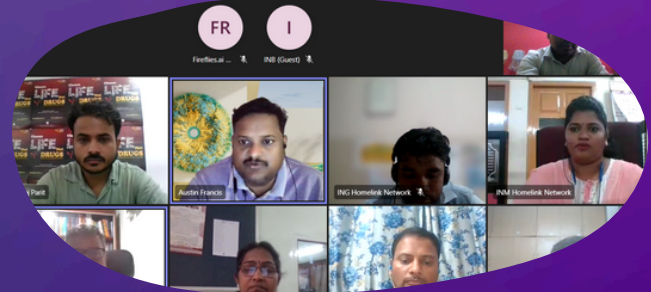 FR
I
Fireflies.ai ...
INB (Guest)
LIFE
DRUGS
LIFE
DRUGS
LIFE
DRUGS
Parit
Austin Francis
ING Homelink Network
INM Homelink Network